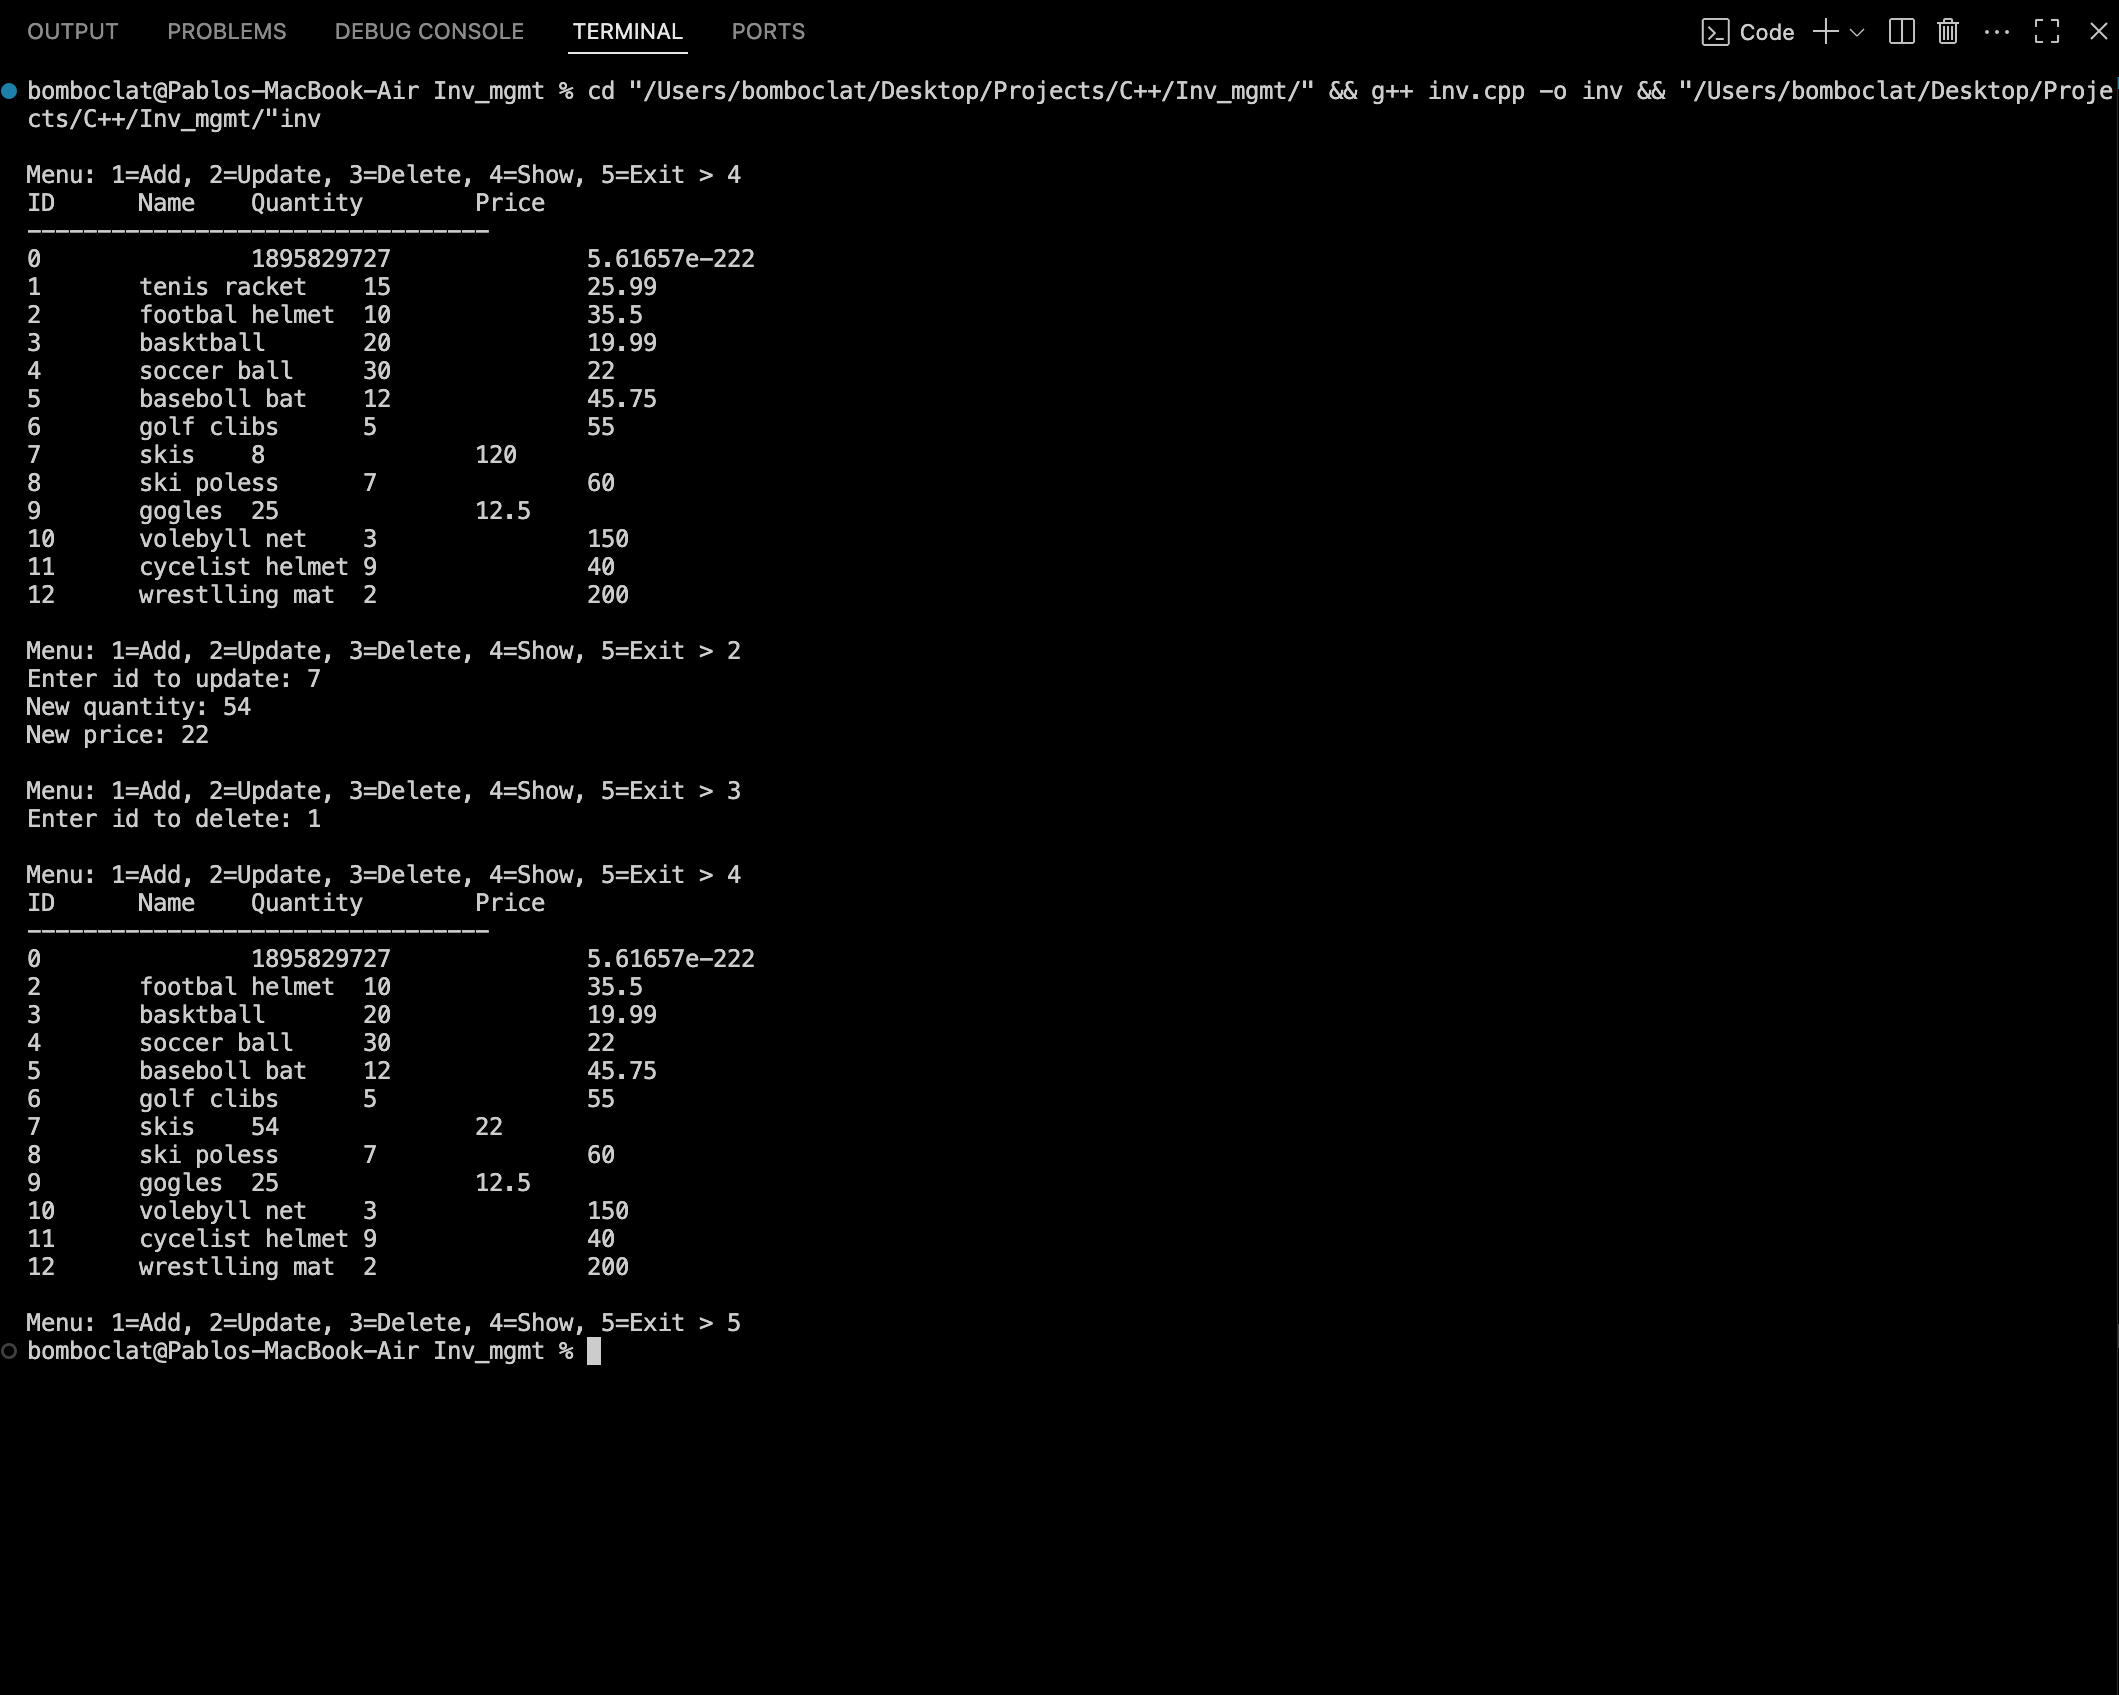 OUTPUT PROBLEMS DEBUG CONSOLE TERMINAL PORTS Code
bomboclat@Pablos-MacBook-Air Inv_mgmt % cd "/Users/bomboclat/Desktop/Projects/C++/Inv_mgmt/" && g++ inv.cpp -o inv && "/Users/bomboclat/Desktop/Proje
cts/C++/Inv_mgmt/"inv
Menu: 1=Add, 2=Update, 3=Delete, 4=Show, 5=Exit > 4
ID Name Quantity Price
---------------------------------
0 1895829727 5.61657e-222
1 tenis racket 15 25.99
2 footbal helmet 10 35.5
3 basktball 20 19.99
4 soccer ball 30 22
5 baseboll bat 12 45.75
6 golf clibs 5 55
7 skis 8 120
8 ski poless 7 60
9 gogles 25 12.5
10 volebyll net 3 150
11 cycelist helmet 9 40
12 wrestlling mat 2 200
Menu: 1=Add, 2=Update, 3=Delete, 4=Show, 5=Exit > 2
Enter id to update: 7
New quantity: 54
New price: 22
Menu: 1=Add, 2=Update, 3=Delete, 4=Show, 5=Exit > 3
Enter id to delete: 1
Menu: 1=Add, 2=Update, 3=Delete, 4=Show, 5=Exit > 4
ID Name Quantity Price
---------------------------------
0 1895829727 5.61657e-222
2 footbal helmet 10 35.5
3 basktball 20 19.99
4 soccer ball 30 22
5 baseboll bat 12 45.75
6 golf clibs 5 55
7 skis 54 22
8 ski poless 7 60
9 gogles 25 12.5
10 volebyll net 3 150
11 cycelist helmet 9 40
12 wrestlling mat 2 200
Menu: 1=Add, 2=Update, 3=Delete, 4=Show, 5=Exit > 5
bomboclat@Pablos-MacBook-Air Inv_mgmt %